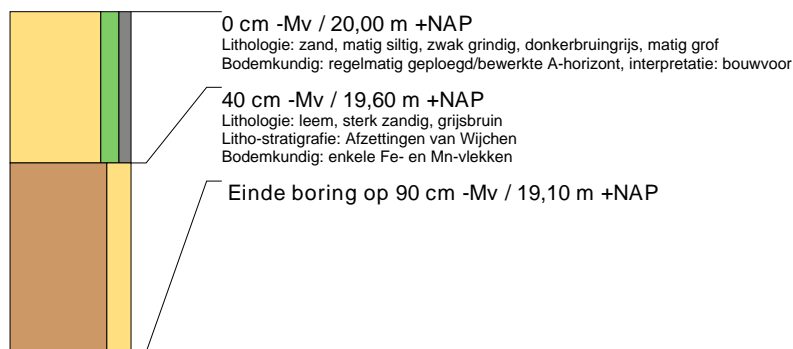 0 cm -Mv / 20,00 m +NAP
Lithologie: zand, matig siltig, zwak grindig, donkerbruingrijs, matig grof
Bodemkundig: regelmatig geploegd/bewerkte A-horizont, interpretatie: bouwvoor
40 cm -Mv / 19,60 m +NAP
Lithologie: leem, sterk zandig, grijsbruin
Litho-stratigrafie: Afzettingen van Wijchen
Bodemkundig: enkele Fe- en Mn-vlekken
Einde boring op 90 cm -Mv / 19,10 m +NAP